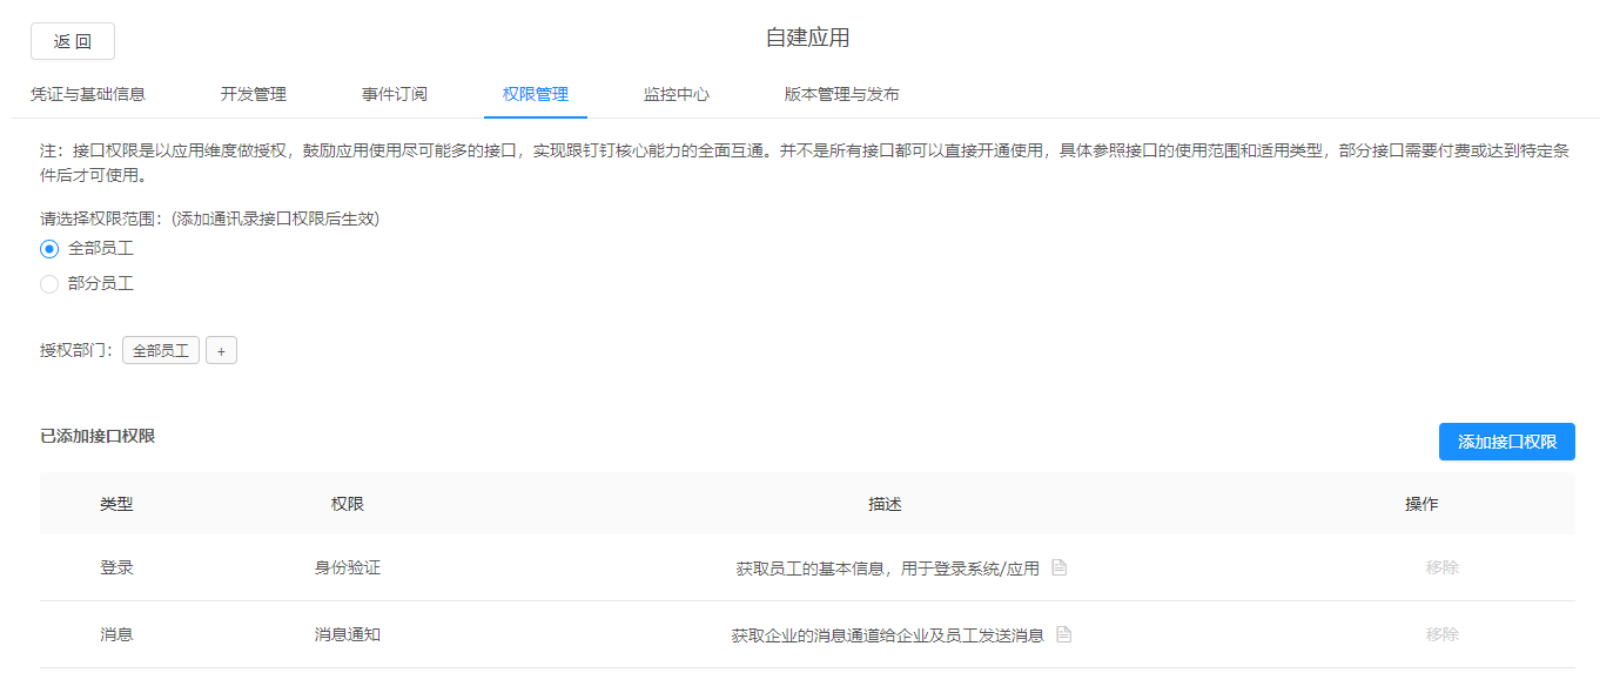 返 回
自建应用
凭证与基础信息 开发管理 事件订阅 权限管理 监控中心 版本管理与发布
注：接口权限是以应用维度做授权，鼓励应用使用尽可能多的接口，实现跟钉钉核心能力的全面互通。并不是所有接口都可以直接开通使用，具体参照接口的使用范围和适用类型，部分接口需要付费或达到特定条
件后才可使用。
请选择权限范围：(添加通讯录接口权限后生效)
全部员工
部分员工
授权部门： 全部员工 +
已添加接口权限 添加接口权限
类型 权限 描述 操作
登录 身份验证 获取员工的基本信息，用于登录系统/应用 移除
消息 消息通知 获取企业的消息通道给企业及员工发送消息 移除